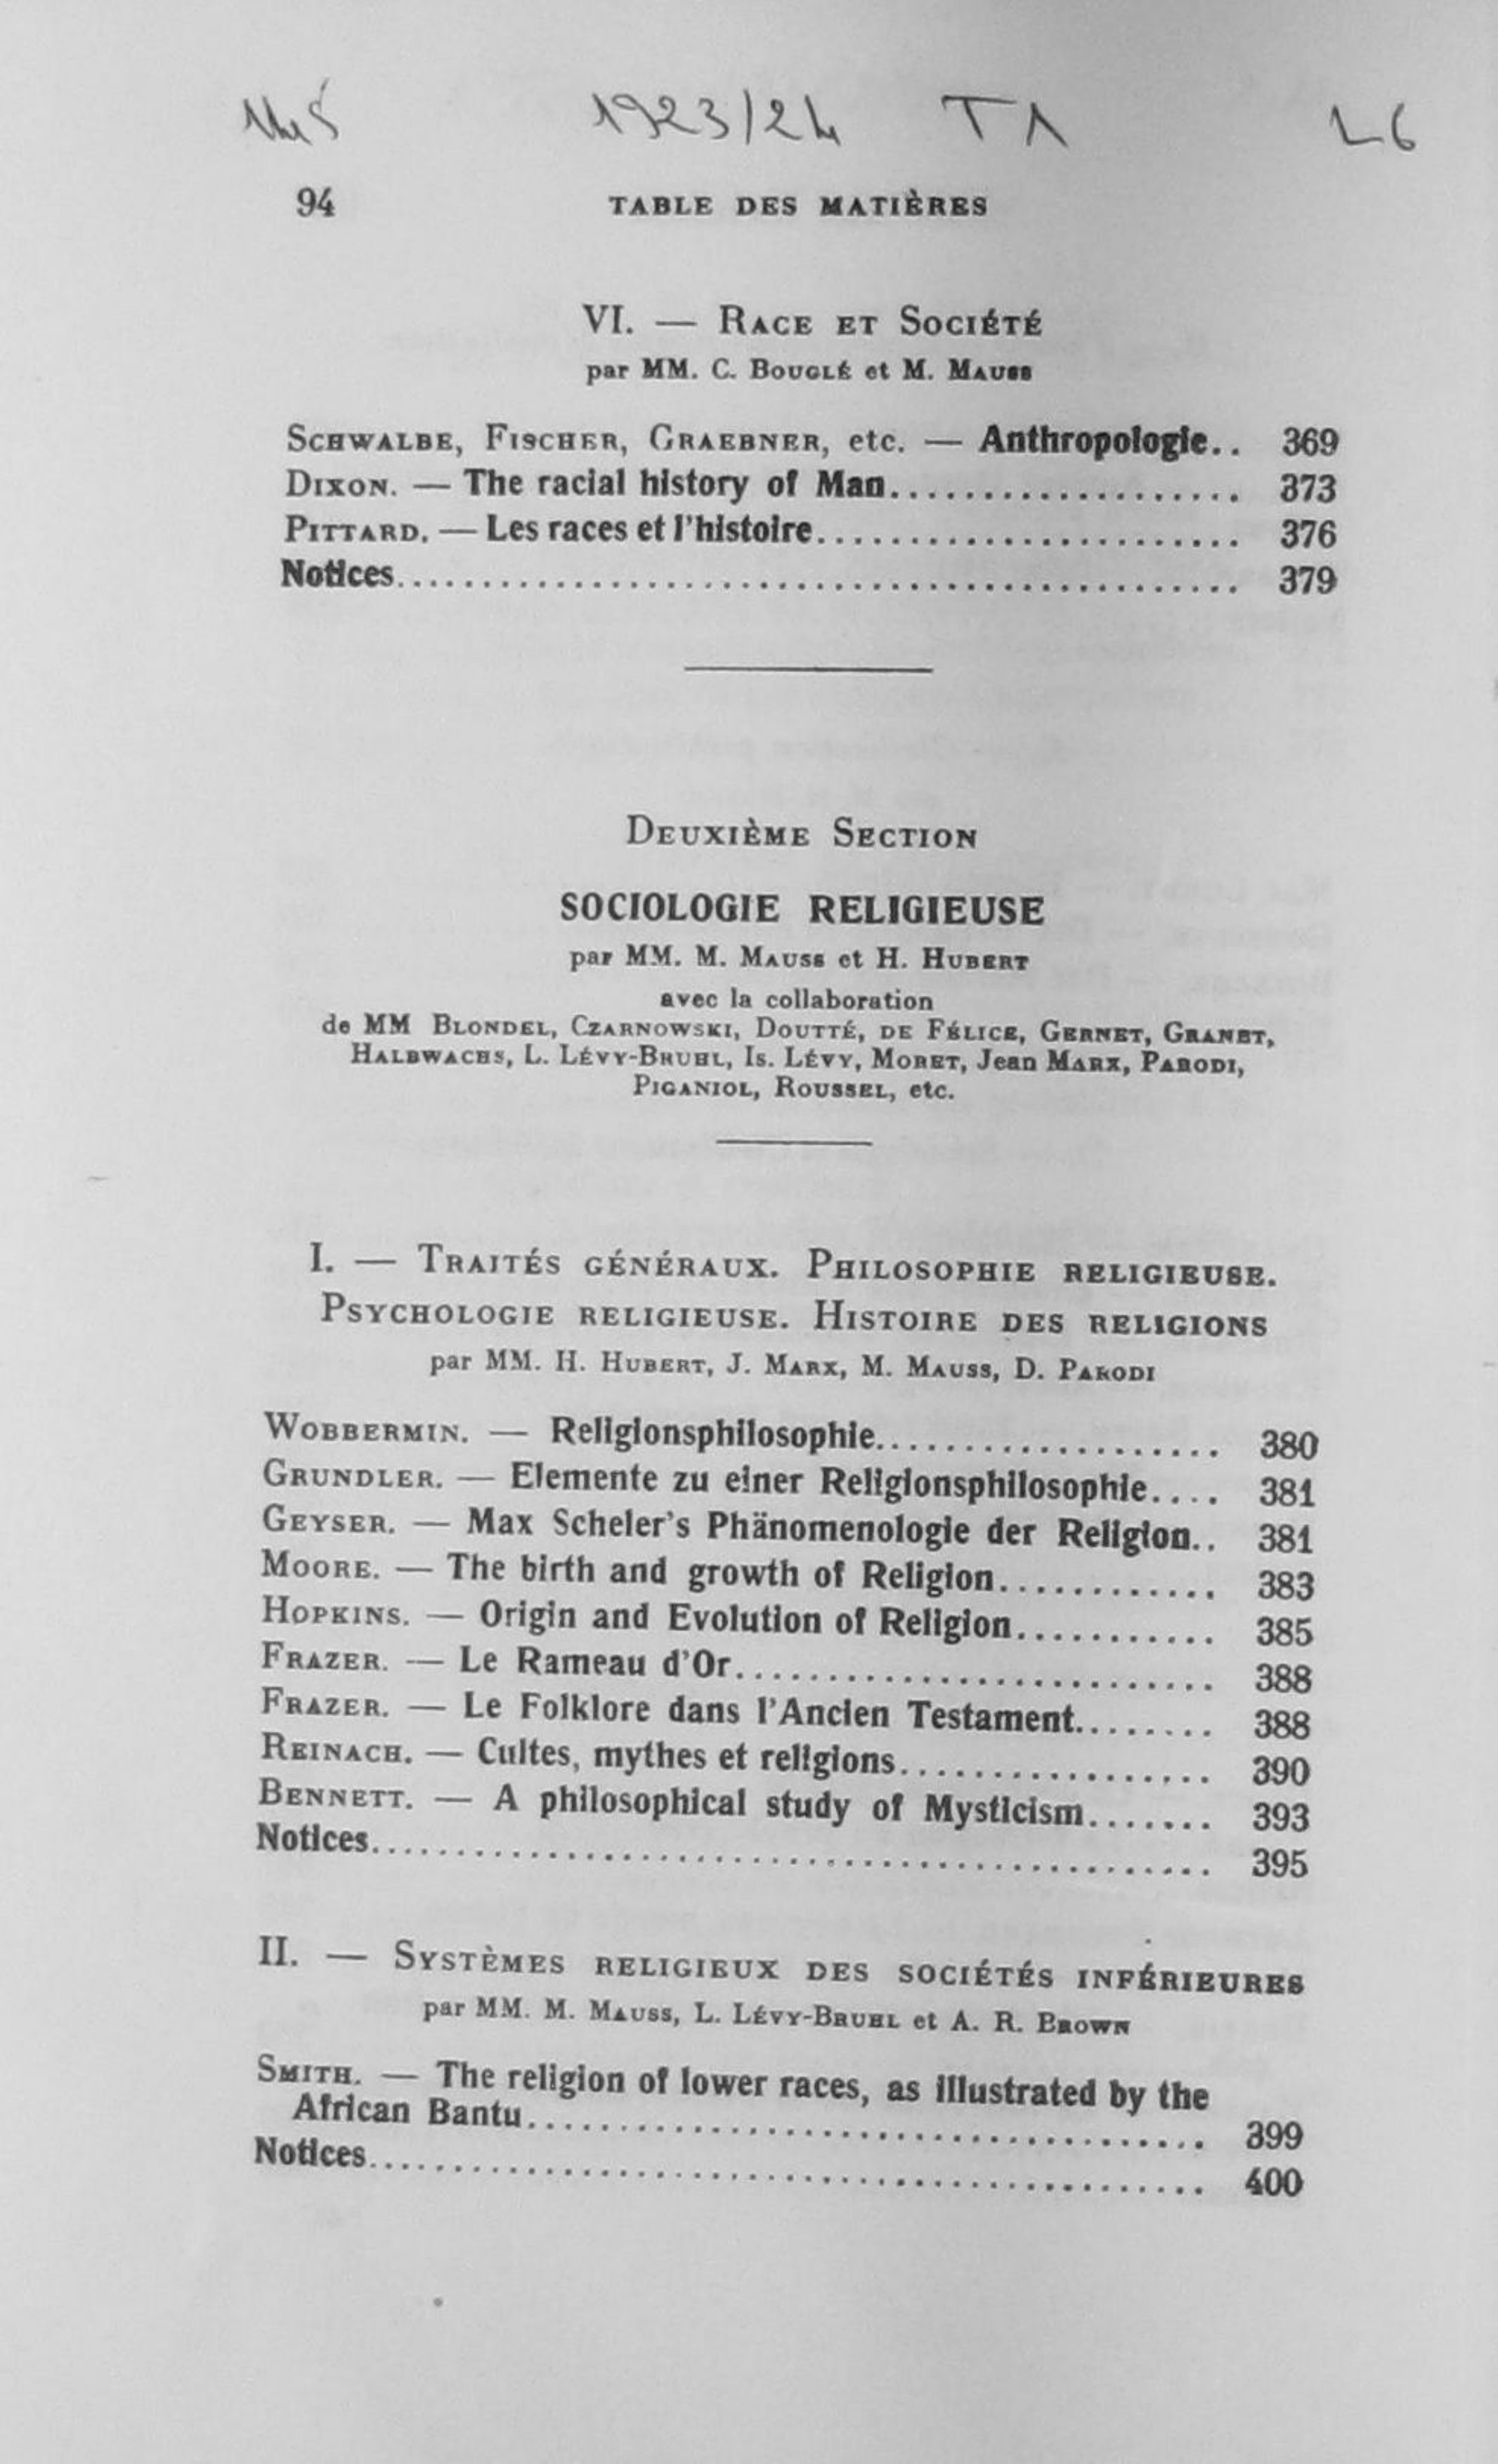 1923/24 T1 L6
94 TABLE DES MATIÈRES
VI. — RACE ET SOCIÉTÉ
par MM. C. BOUGLÉ et M. MAUSS
SCHWALBE, FISCHER, GRAEBNER, etc. — Anthropologie.. 369
DIXON. — The racial history of Man................... 373
PITTARD. — Les races et l'histoire....................... 376
Notices.............................................. 379
DEUXIÈME SECTION
SOCIOLOGIE RELIGIEUSE
par MM. M. MAUSS et H. HUBERT
avec la collaboration
de MM BLONDEL, CZARNOWSKI, DOUTTÉ, DE FÉLICE, GERNET, GRANET,
HALBWACHS, L. LÉVY-BRUHL, IS. LÉVY, MORET, Jean MARX, PARODI,
PIGANIOL, ROUSSEL, etc.
I. — TRAITÉS GÉNÉRAUX. PHILOSOPHIE RELIGIEUSE.
PSYCHOLOGIE RELIGIEUSE. HISTOIRE DES RELIGIONS
par MM. H. HUBERT, J. MARX, M. MAUSS, D. PARODI
WOBBERMIN. — Religionsphilosophie................... 380
GRUNDLER. — Elemente zu einer Religionsphilosophie.... 381
GEYSER. — Max Scheler's Phänomenologie der Religion.. 381
MOORE. — The birth and growth of Religion............ 383
HOPKINS. — Origin and Evolution of Religion........... 385
FRAZER. — Le Rameau d'Or.......................... 388
FRAZER. — Le Folklore dans l'Ancien Testament........ 388
REINACH. — Cultes, mythes et religions................. 390
BENNETT. — A philosophical study of Mysticism....... 393
Notices.............................................. 395
II. — SYSTÈMES RELIGIEUX DES SOCIÉTÉS INFÉRIEURES
par MM. M. MAUSS, L. LÉVY-BRUHL et A. R. BROWN
SMITH. — The religion of lower races, as illustrated by the
African Bantu..................................... 399
Notices.............................................. 400